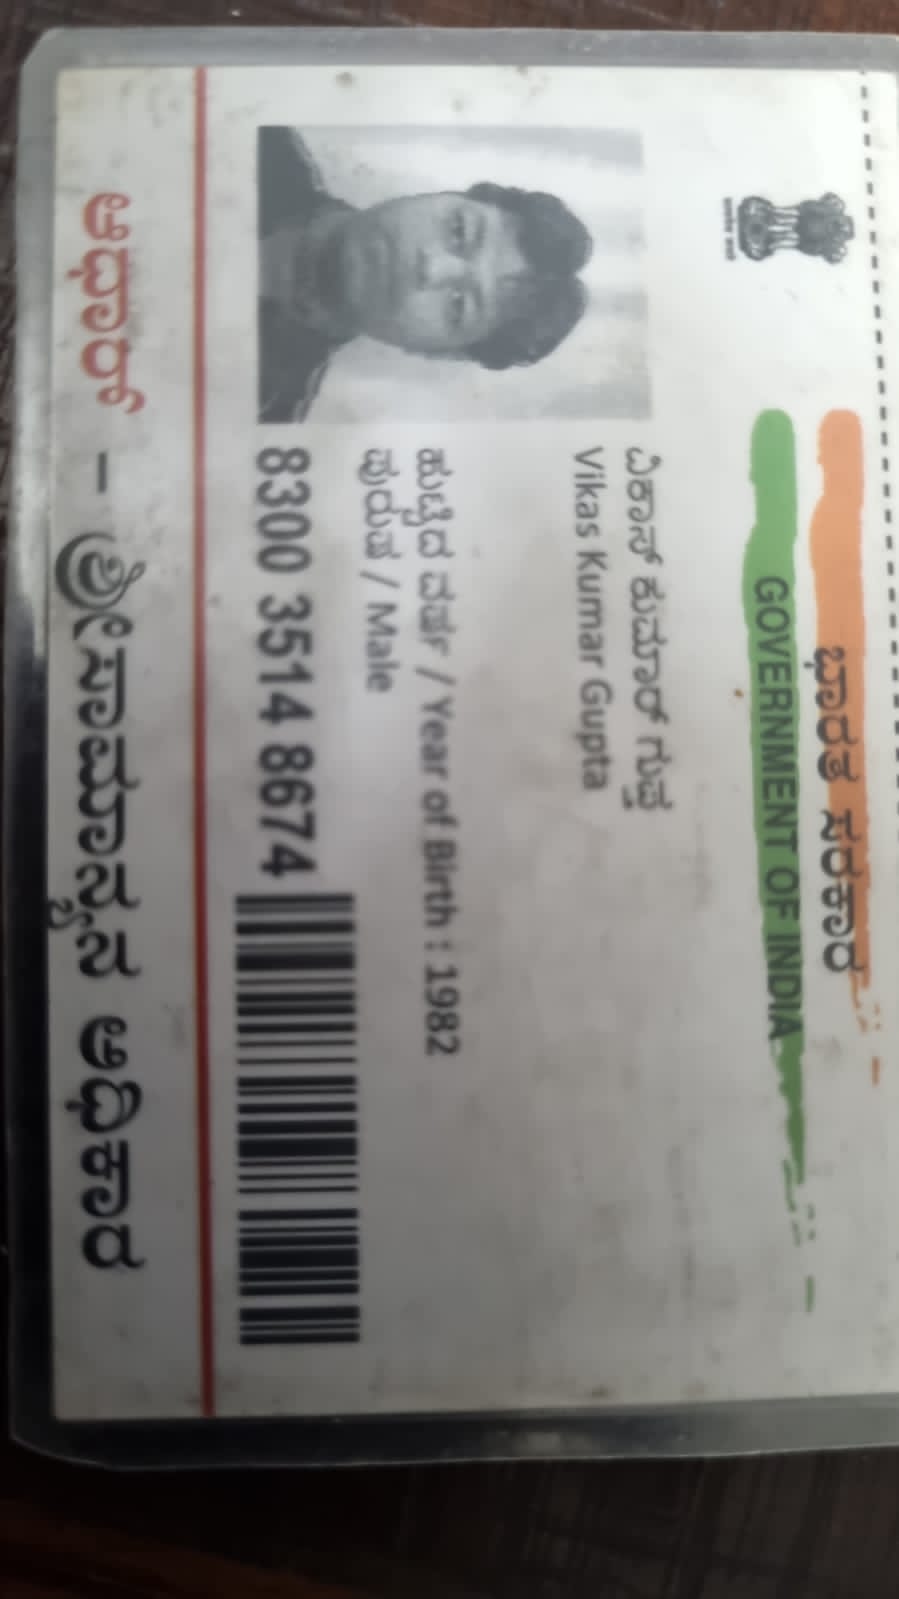 ಭಾರತ ಸರಕಾರ
GOVERNMENT OF INDIA
ವಿಕಾಸ್ ಕುಮಾರ್ ಗುಪ್ತ
Vikas Kumar Gupta
ಹುಟ್ಟಿದ ವರ್ಷ / Year of Birth : 1982
ಪುರುಷ / Male
8300 3514 8674
ಆಧಾರ್ - ಶ್ರೀಸಾಮಾನ್ಯನ ಅಧಿಕಾರ